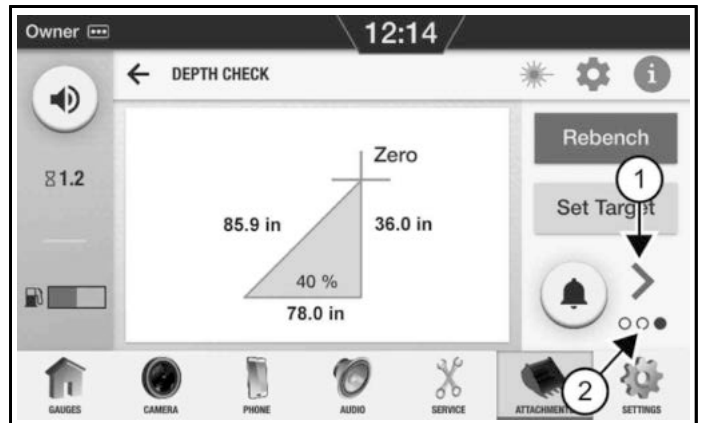 Owner
12:14
DEPTH CHECK
i
Rebench
Zero
1
1.2
Set Target
85.9 in
36.0 in
40 %
78.0 in
2
GAUGES
CAMERA
PHONE
AUDIO
SERVICE
ATTACHMENTS
SETTINGS